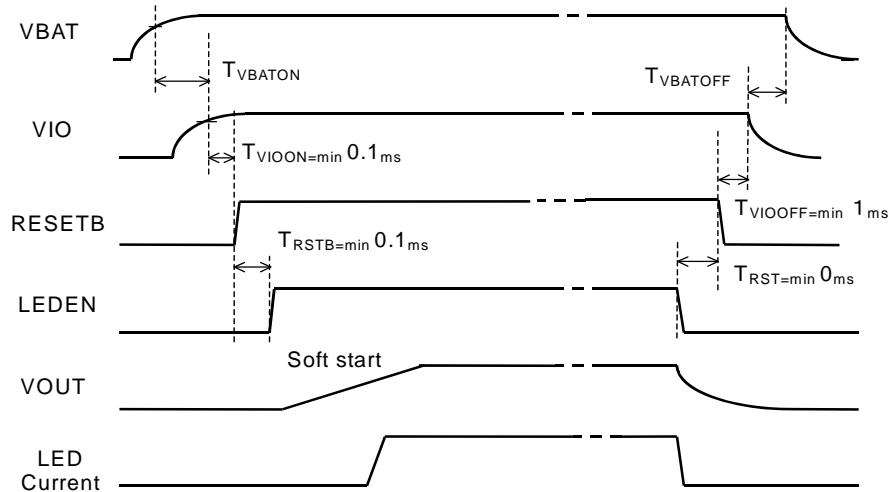 VBAT
TVBATON
TVBATOFF
VIO
TVIOON=min 0.1ms
RESETB
TVIOOFF=min 1ms
TRSTB=min 0.1ms
TRST=min 0ms
LEDEN
Soft start
VOUT
LED
Current